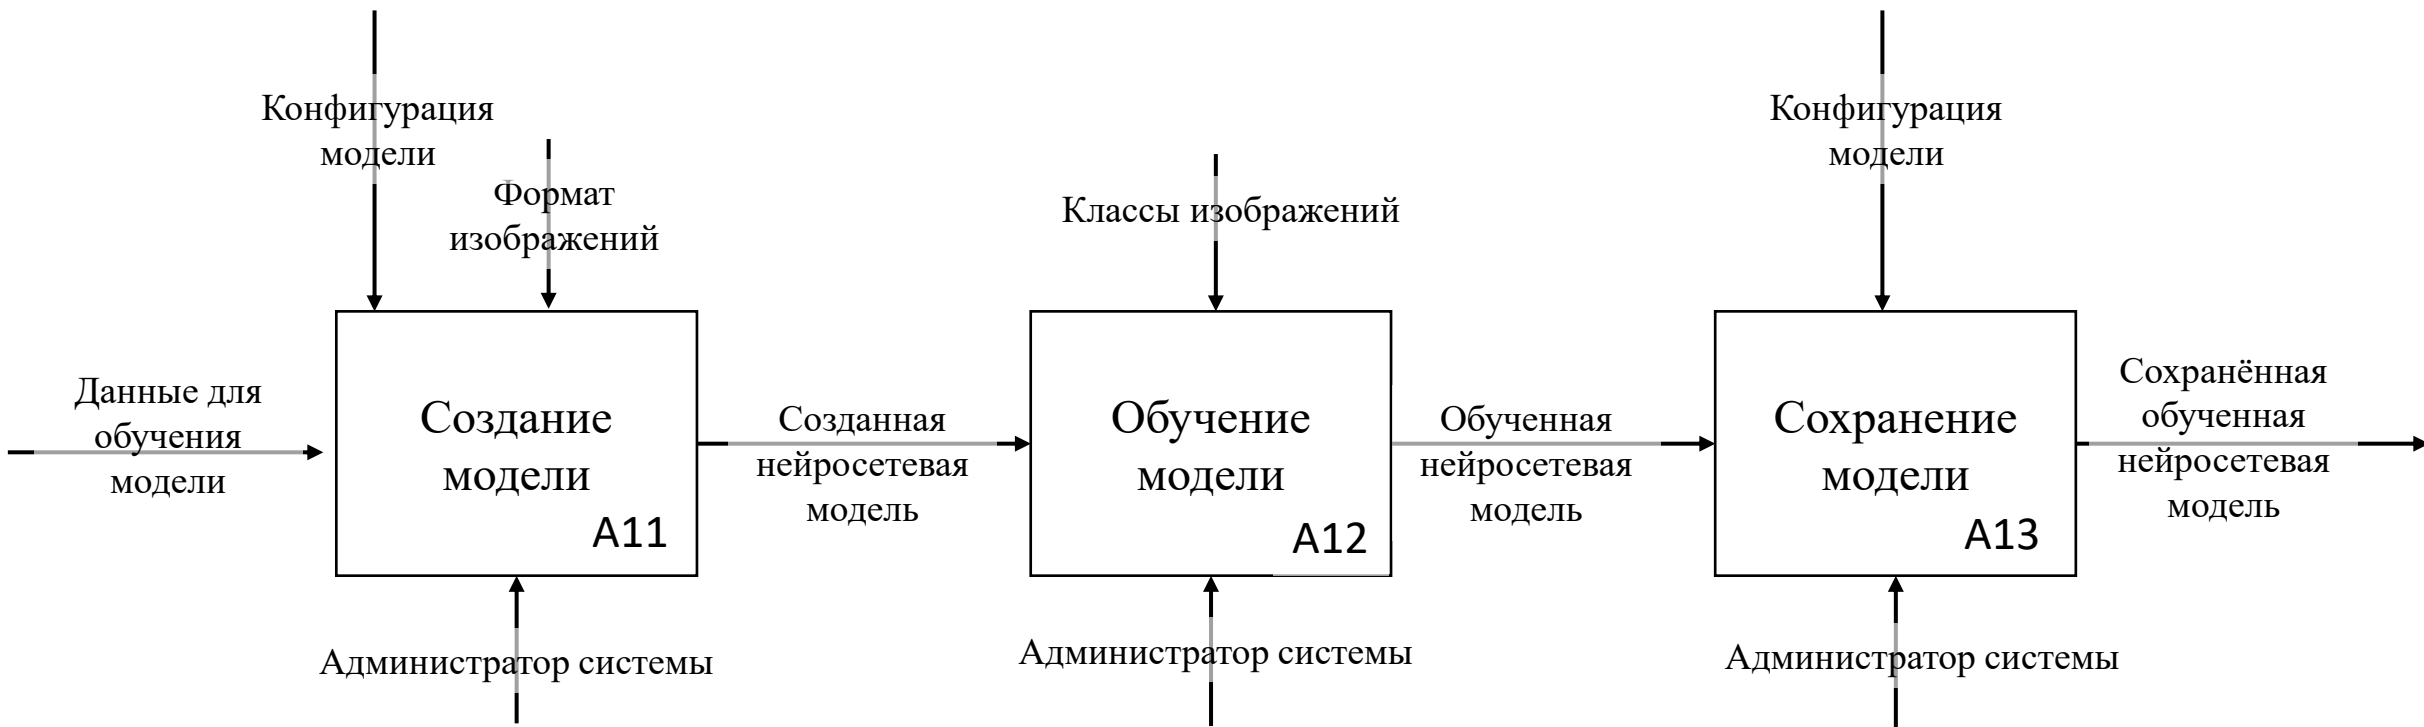 Конфигурация
модели
Формат
изображений
Классы изображений
Конфигурация
модели
Данные для
обучения
модели
Создание
модели
A11
Созданная
нейросетевая
модель
Обучение
модели
A12
Обученная
нейросетевая
модель
Сохранение
модели
A13
Сохранённая
обученная
нейросетевая
модель
Администратор системы
Администратор системы
Администратор системы